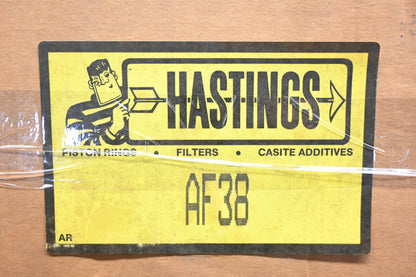 HASTINGS
PISTON RINGS • FILTERS • CASITE ADDITIVES
AF38
AR